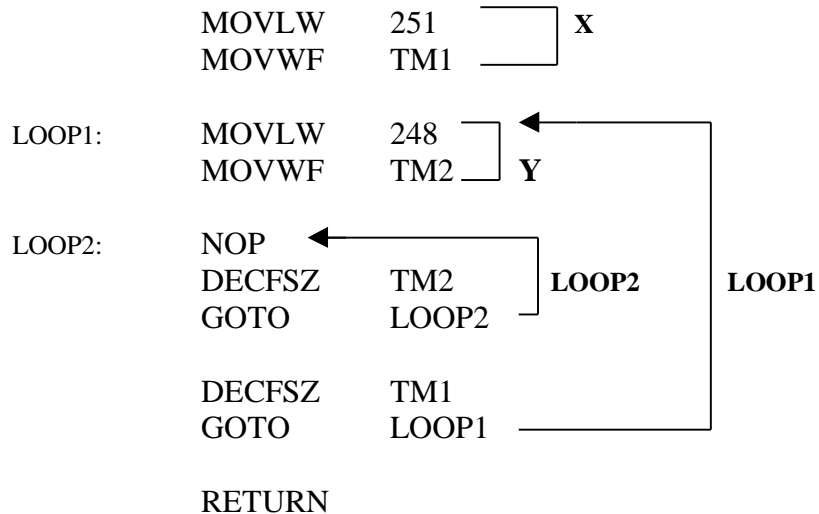 MOVLW 251 X
MOVWF TM1
LOOP1: MOVLW 248
MOVWF TM2 Y
LOOP2: NOP
DECFSZ TM2 LOOP2 LOOP1
GOTO LOOP2
DECFSZ TM1
GOTO LOOP1
RETURN